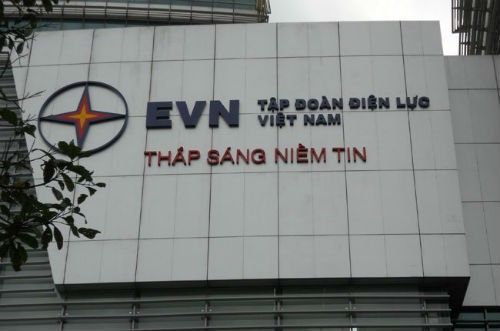 EVN
TẬP ĐOÀN ĐIỆN LỰC
VIỆT NAM
THẮP SÁNG NIỀM TIN